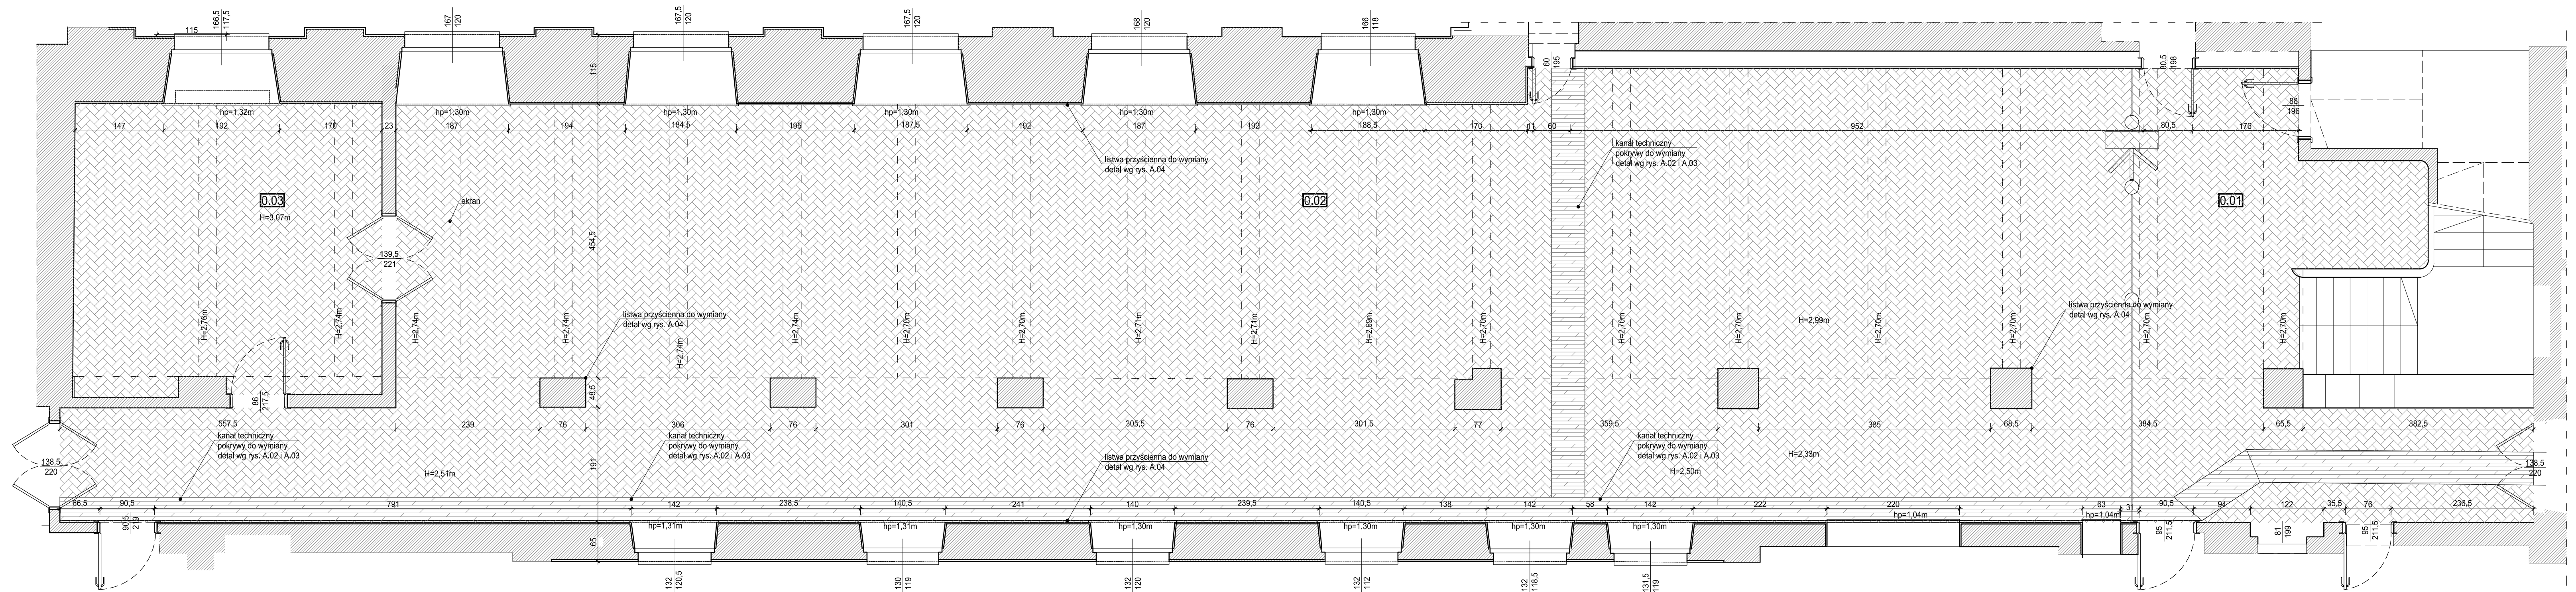 166,5
117,5
167
120
167,5
120
167,5
120
168
120
166
118
115
115
60
195
80,5
198
88
196
hp=1,32m
hp=1,30m
hp=1,30m
hp=1,30m
hp=1,30m
hp=1,30m
147
192
170
23
187
194
184,5
195
187,5
192
187
192
188,5
170
11
60
952
80,5
176
kanał techniczny
pokrywy do wymiany
detal wg rys. A.02 i A.03
listwa przyścienna do wymiany
detal wg rys. A.04
0.03
H=3,07m
ekran
0.02
0.01
454,5
139,5
221
listwa przyścienna do wymiany
detal wg rys. A.04
listwa przyścienna do wymiany
detal wg rys. A.04
H=2,76m
H=2,74m
H=2,74m
H=2,74m
H=2,74m
H=2,74m
H=2,70m
H=2,70m
H=2,71m
H=2,71m
H=2,69m
H=2,70m
H=2,70m
H=2,70m
H=2,99m
H=2,70m
H=2,70m
H=2,70m
H=2,70m
86
217,5
48,5
557,5
239
76
306
76
301
76
305,5
76
301,5
77
359,5
385
68,5
384,5
65,5
382,5
kanał techniczny
pokrywy do wymiany
detal wg rys. A.02 i A.03
kanał techniczny
pokrywy do wymiany
detal wg rys. A.02 i A.03
kanał techniczny
pokrywy do wymiany
detal wg rys. A.02 i A.03
listwa przyścienna do wymiany
detal wg rys. A.04
138,5
220
H=2,51m
191
H=2,50m
H=2,33m
138,5
220
66,5
90,5
791
142
238,5
140,5
241
140
239,5
140,5
138
142
58
142
222
220
63
3
90,5
94
122
35,5
76
236,5
90,5
219
hp=1,31m
hp=1,31m
hp=1,30m
hp=1,30m
hp=1,30m
hp=1,30m
hp=1,04m
hp=1,04m
95
211,5
81
199
95
211,5
65
132
120,5
130
119
132
120
132
112
132
118,5
131,5
119